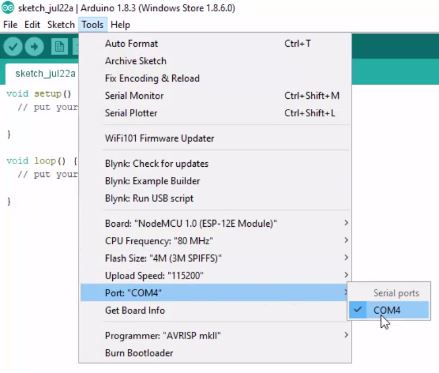 sketch_jul22a | Arduino 1.8.3 (Windows Store 1.8.6.0)
File Edit Sketch Tools Help
sketch_jul22a
void setup()
// put your
}
void loop() {
// put your
}
Auto Format Ctrl+T
Archive Sketch
Fix Encoding & Reload
Serial Monitor Ctrl+Shift+M
Serial Plotter Ctrl+Shift+L
WiFi101 Firmware Updater
Blynk: Check for updates
Blynk: Example Builder
Blynk: Run USB script
Board: "NodeMCU 1.0 (ESP-12E Module)"
CPU Frequency: "80 MHz"
Flash Size: "4M (3M SPIFFS)"
Upload Speed: "115200"
Port: "COM4"
Get Board Info
Programmer: "AVRISP mkII"
Burn Bootloader
Serial ports
COM4